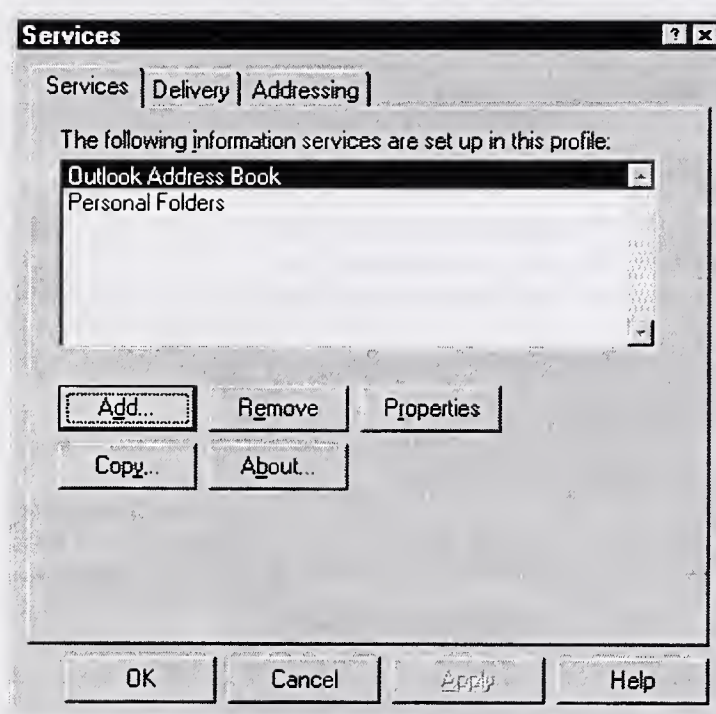 Services ? ×
Services Delivery Addressing
The following information services are set up in this profile:
Outlook Address Book
Personal Folders
Add... Remove Properties
Copy... About...
OK Cancel Apply Help